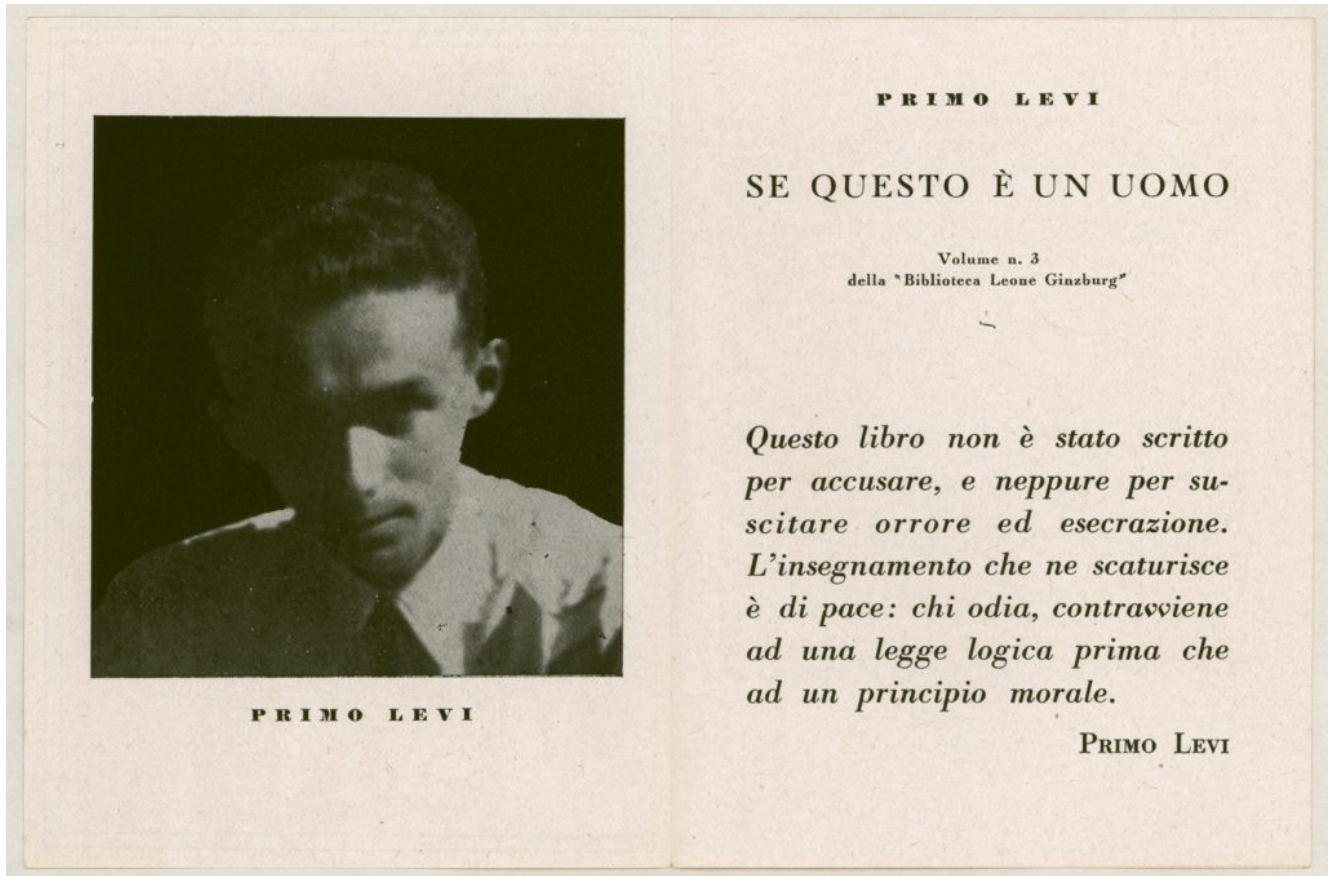 PRIMO LEVI
PRIMO LEVI
SE QUESTO È UN UOMO
Volume n. 3
della "Biblioteca Leone Ginzburg"
Questo libro non è stato scritto
per accusare, e neppure per su-
scitare orrore ed esecrazione.
L'insegnamento che ne scaturisce
è di pace: chi odia, contravviene
ad una legge logica prima che
ad un principio morale.
PRIMO LEVI